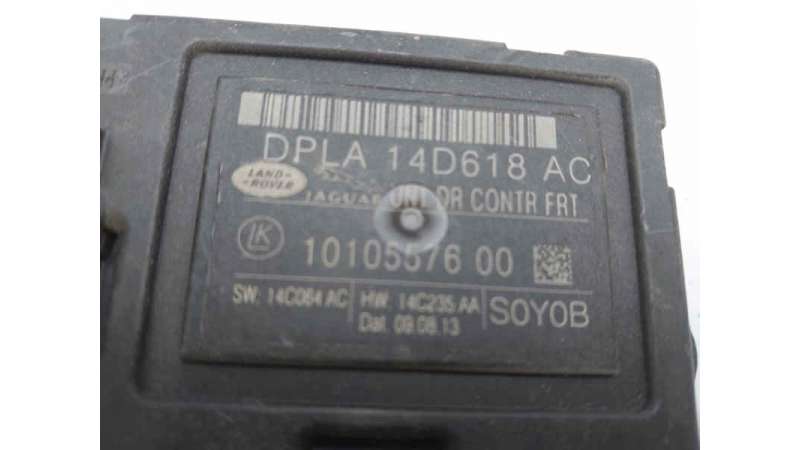 DPLA 14D618 AC
LAND-
ROVER
JAGUAR UNT DR CONTR FRT
LK
10105576 00
SW: 14C064 AC HW: 14C235 AA
Dat. 09.08.13
S0Y0B